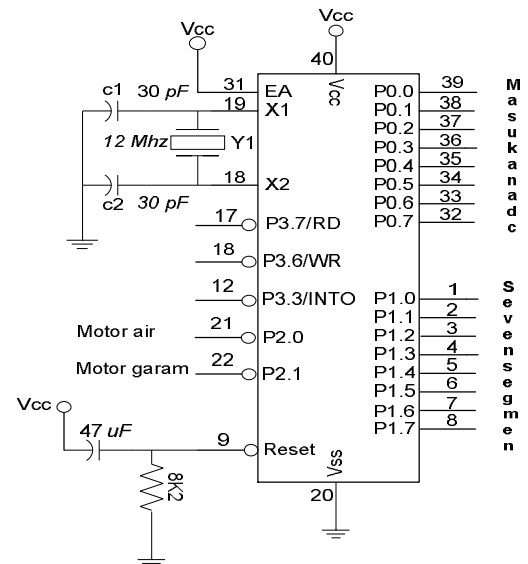 Vcc
Vcc
40
Vcc
31
EA
c1
30 pF
19
X1
12 Mhz
Y1
18
X2
c2
30 pF
17
P3.7/RD
18
P3.6/WR
12
P3.3/INTO
Motor air
21
P2.0
Motor garam
22
P2.1
Vcc
47 uF
9
Reset
8K2
Vss
20
P0.0
39
P0.1
38
P0.2
37
P0.3
36
P0.4
35
P0.5
34
P0.6
33
P0.7
32
Masukanadc
P1.0
1
P1.1
2
P1.2
3
P1.3
4
P1.4
5
P1.5
6
P1.6
7
P1.7
8
Sevensegmen